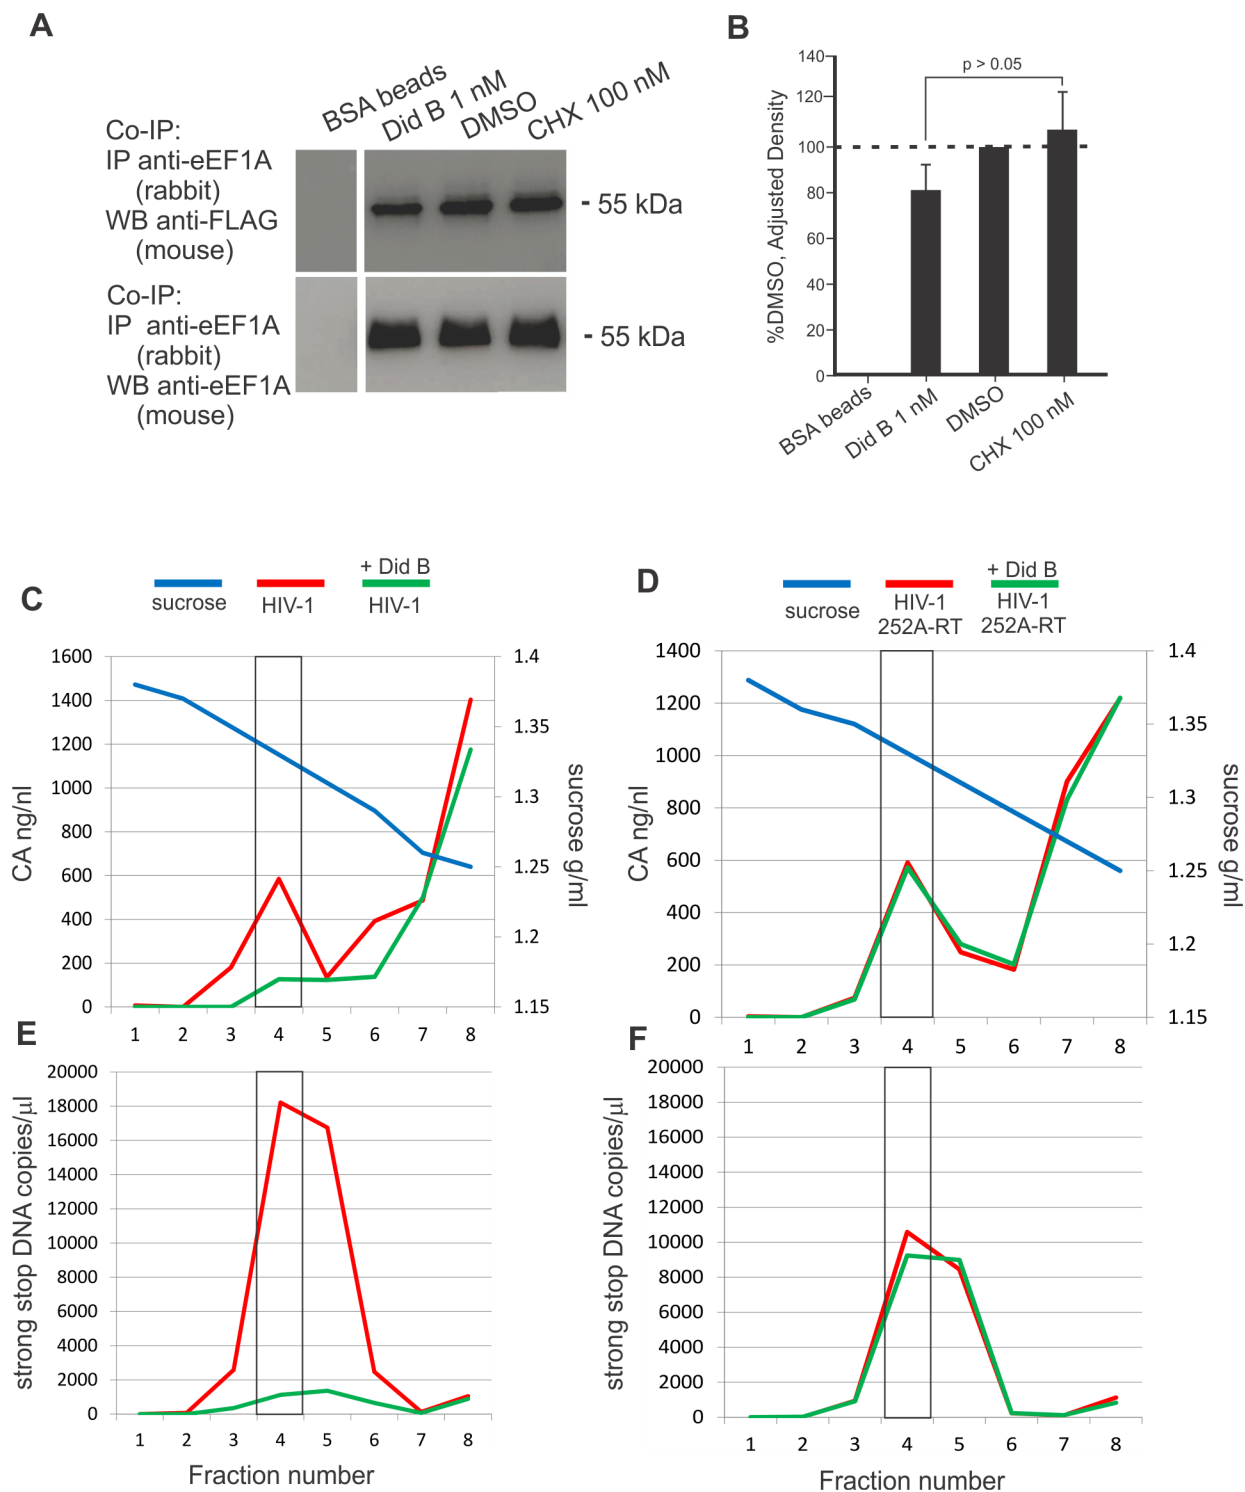 A
BSA beads
Did B 1 nM
DMSO
CHX 100 nM
Co-IP:
IP anti-eEF1A
(rabbit)
WB anti-FLAG
(mouse)
- 55 kDa
Co-IP:
IP anti-eEF1A
(rabbit)
WB anti-eEF1A
(mouse)
- 55 kDa
B
%DMSO, Adjusted Density
140
120
100
80
60
40
20
0
p > 0.05
BSA beads
Did B 1 nM
DMSO
CHX 100 nM
C
sucrose
HIV-1
+ Did B
HIV-1
CA ng/nl
1600
1400
1200
1000
800
600
400
200
0
1.4
1.35
1.3
1.25
1.2
1.15
sucrose g/ml
1 2 3 4 5 6 7 8
D
sucrose
HIV-1
252A-RT
+ Did B
HIV-1
252A-RT
CA ng/nl
1400
1200
1000
800
600
400
200
0
1.4
1.35
1.3
1.25
1.2
1.15
sucrose g/ml
1 2 3 4 5 6 7 8
E
strong stop DNA copies/µl
20000
18000
16000
14000
12000
10000
8000
6000
4000
2000
0
1 2 3 4 5 6 7 8
Fraction number
F
strong stop DNA copies/µl
20000
18000
16000
14000
12000
10000
8000
6000
4000
2000
0
1 2 3 4 5 6 7 8
Fraction number